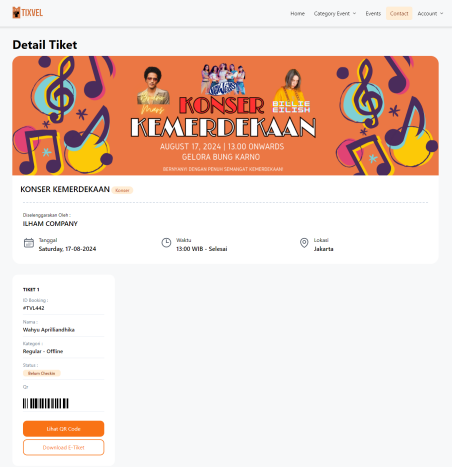 TIXVEL
Home
Category Event
Events
Contact
Account
Detail Tiket
Bruno Mars
BILLIE EILISH
KONSER
KEMERDEKAAN
AUGUST 17, 2024 | 13.00 ONWARDS
GELORA BUNG KARNO
BERNYANYI DENGAN PENUH SEMANGAT KEMERDEKAAN
KONSER KEMERDEKAAN
Konser
Diselenggarakan Oleh :
ILHAM COMPANY
Tanggal
Saturday, 17-08-2024
Waktu
13:00 WIB - Selesai
Lokasi
Jakarta
TIKET 1
ID Booking :
#TVL442
Nama :
Wahyu Aprilliandhika
Kategori :
Regular - Offline
Status :
Belum Checkin
Qr
Lihat QR Code
Download E-Tiket